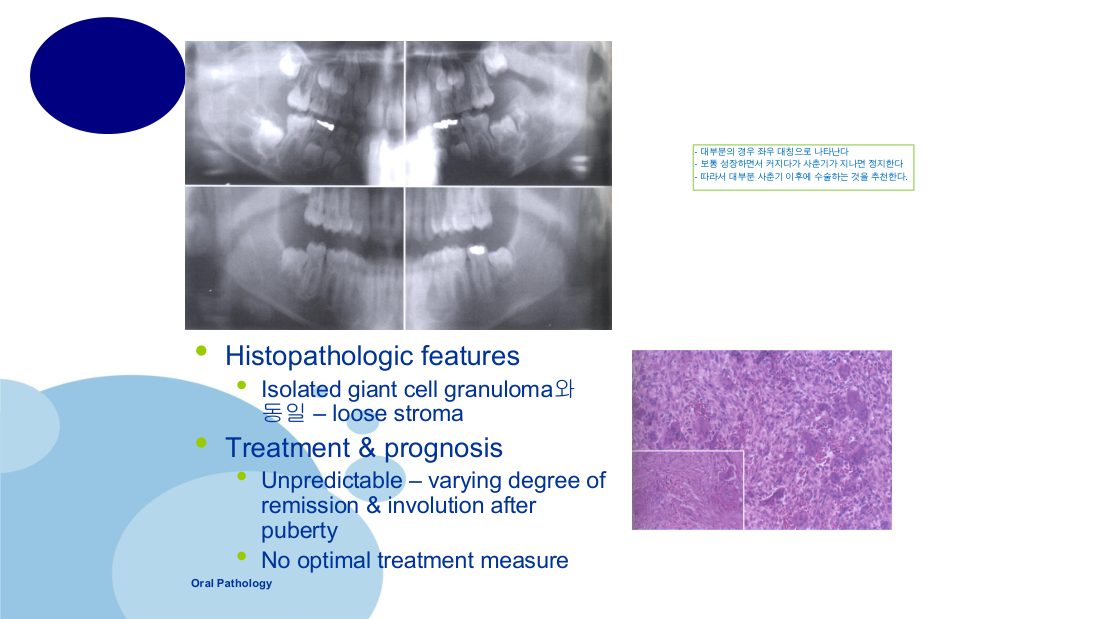 - 대부분의 경우 좌우 대칭으로 나타난다
- 보통 성장하면서 커지다가 사춘기가 지나면 정지한다
- 따라서 대부분 사춘기 이후에 수술하는 것을 추천한다.
• Histopathologic features
• Isolated giant cell granuloma와
동일 – loose stroma
• Treatment & prognosis
• Unpredictable – varying degree of
remission & involution after
puberty
• No optimal treatment measure
Oral Pathology